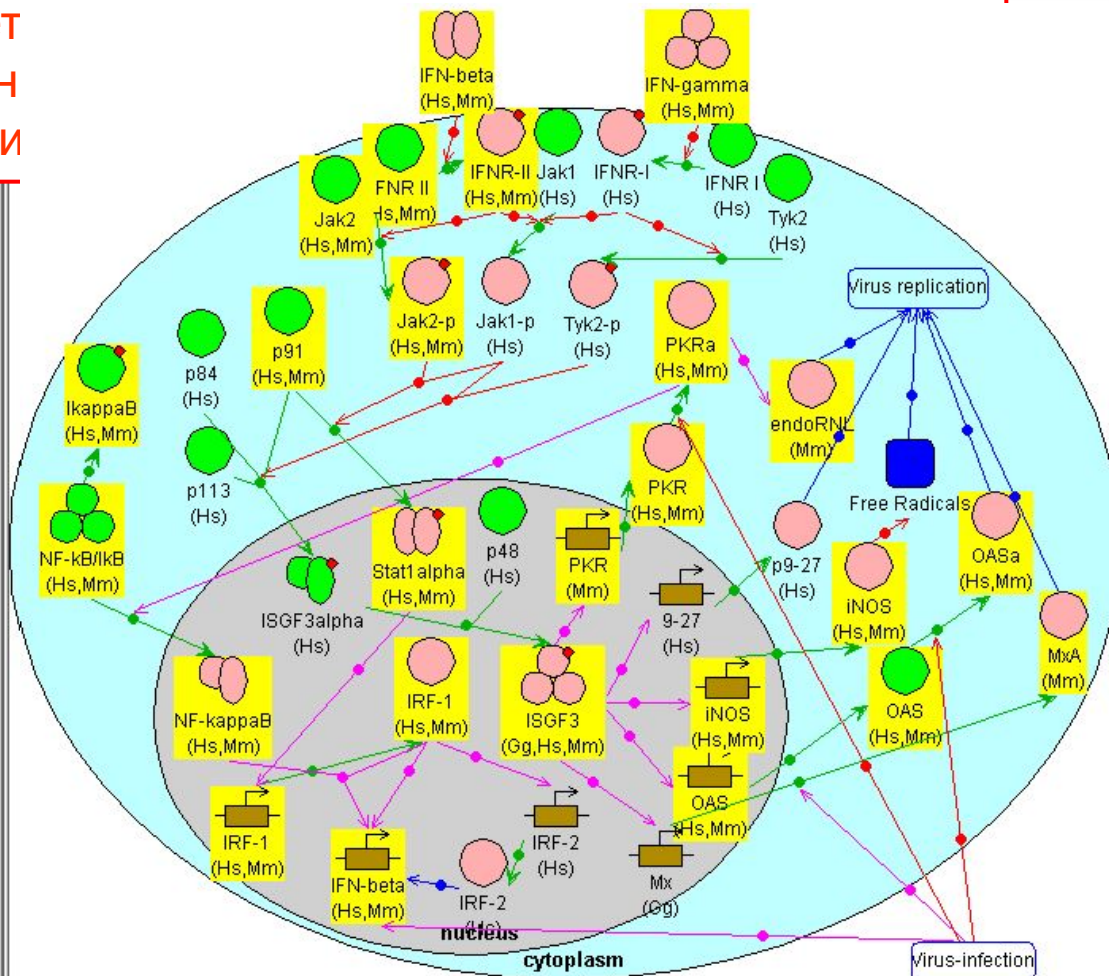 от
н
и
IFN-beta
(Hs,Mm)
IFN-gamma
(Hs,Mm)
Jak2
(Hs,Mm)
FNR II
Hs,Mm)
IFNR-II
(Hs,Mm)
Jak1
(Hs)
IFNR-I
(Hs)
IFNR I
(Hs)
Tyk2
(Hs)
Virus replication
Jak2-p
(Hs,Mm)
Jak1-p
(Hs)
Tyk2-p
(Hs)
PKRa
(Hs,Mm)
p84
(Hs)
p91
(Hs,Mm)
IkappaB
(Hs,Mm)
endoRNL
(Mm)
p113
(Hs)
PKR
(Hs,Mm)
Free Radicals
NF-kB/IkB
(Hs,Mm)
Stat1alpha
(Hs,Mm)
p48
(Hs)
PKR
(Mm)
p9-27
(Hs)
OASa
(Hs,Mm)
ISGF3alpha
(Hs)
9-27
(Hs)
iNOS
(Hs,Mm)
MxA
(Mm)
NF-kappaB
(Hs,Mm)
IRF-1
(Hs,Mm)
ISGF3
(Gg,Hs,Mm)
iNOS
(Hs,Mm)
OAS
(Hs,Mm)
OAS
(Hs,Mm)
IRF-1
(Hs,Mm)
IFN-beta
(Hs,Mm)
IRF-2
(Hs)
IRF-2
(Hs)
Mx
(Gg)
nucleus
cytoplasm
Virus-infection